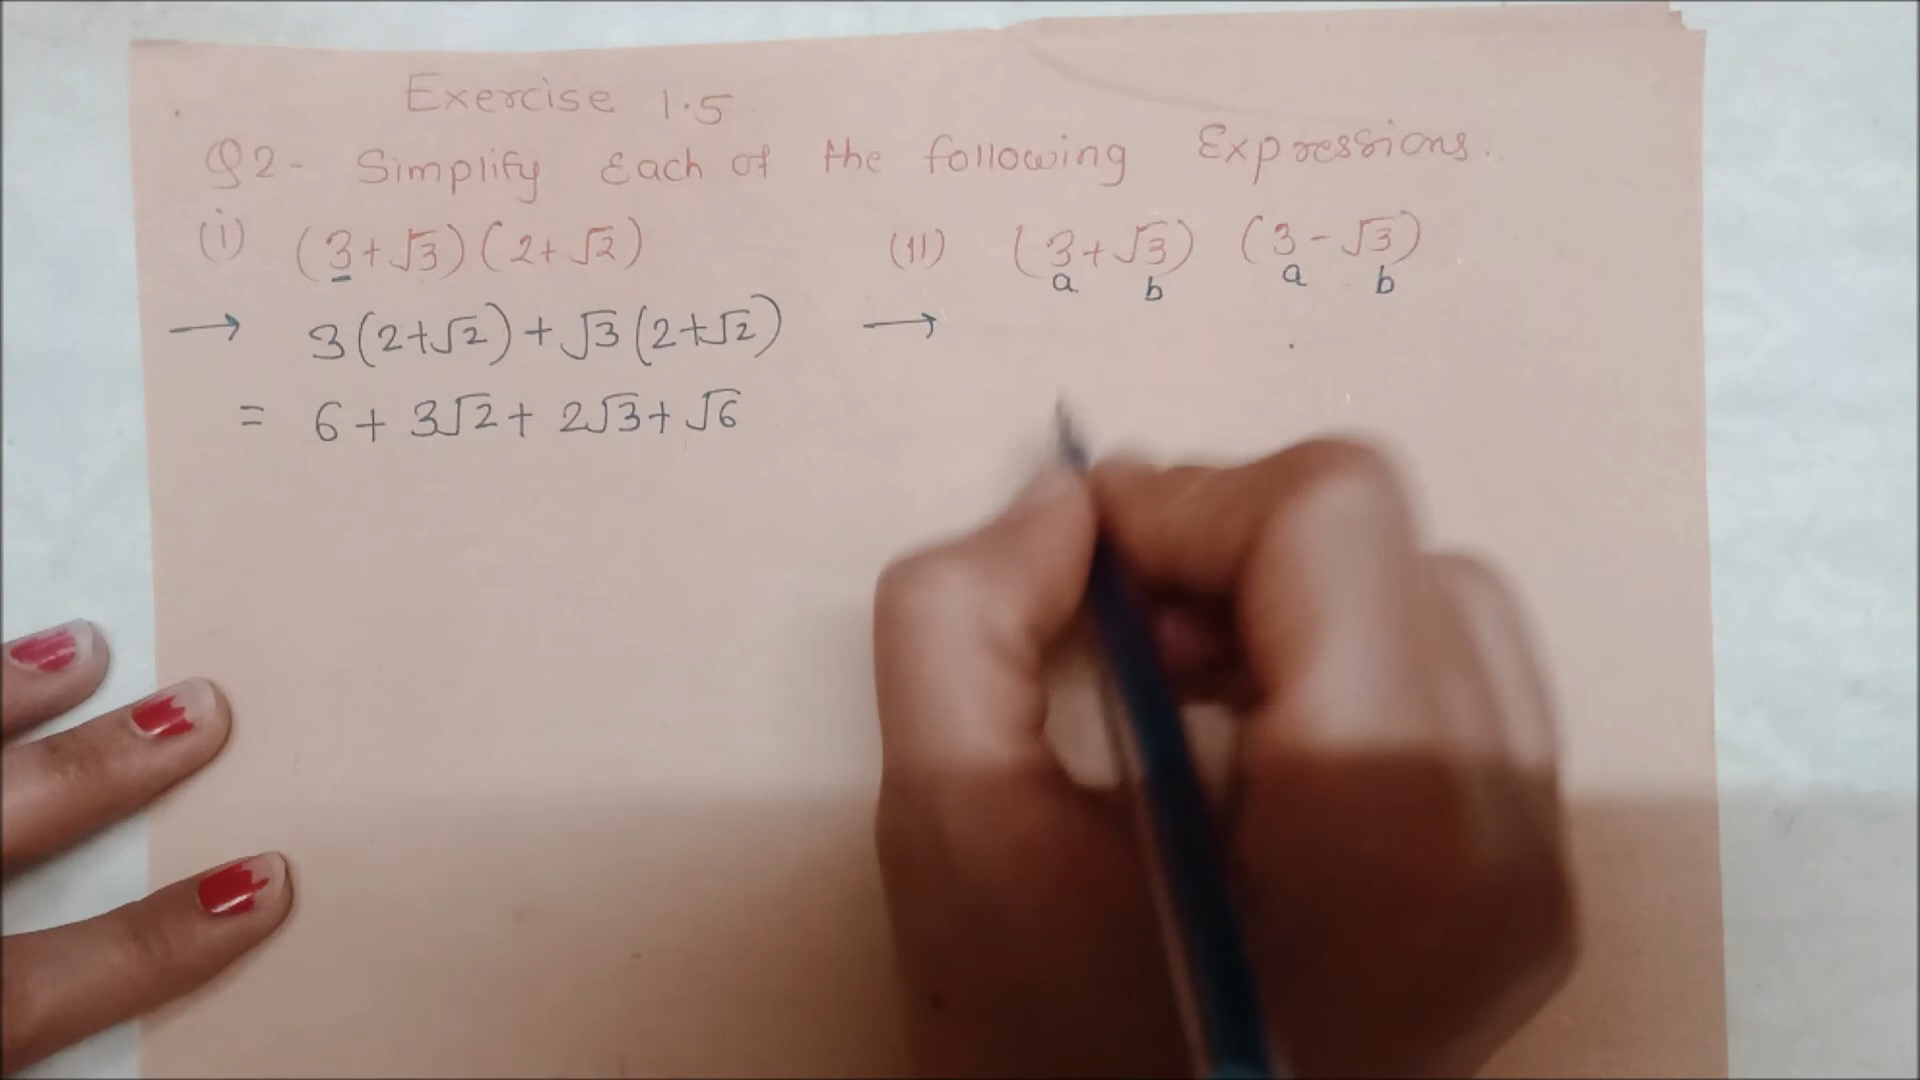 Exercise 1.5
Q2- Simplify Each of the following Expressions.
(i) (3+√3)(2+√2)
→ 3(2+√2)+√3(2+√2)
= 6+ 3√2+ 2√3+√6
(11) (3+√3) (3-√3)
a b a b
→